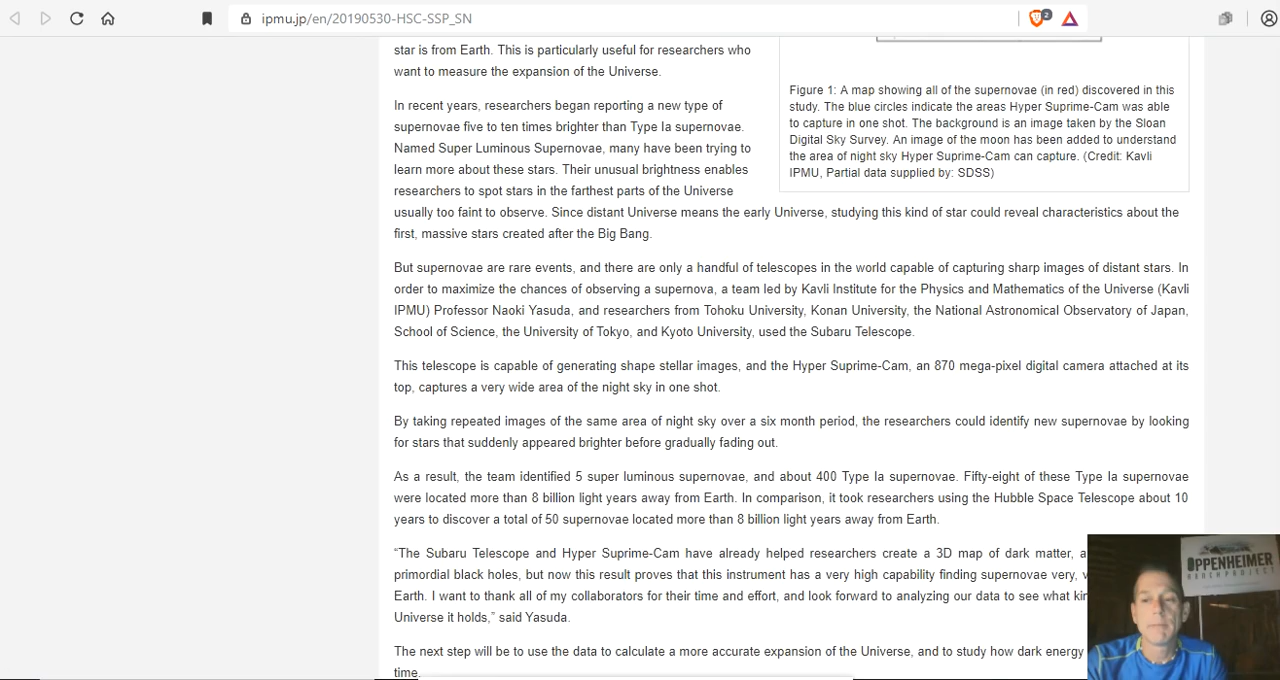 ipmu.jp/en/20190530-HSC-SSP_SN
2
star is from Earth. This is particularly useful for researchers who
want to measure the expansion of the Universe.
In recent years, researchers began reporting a new type of
supernovae five to ten times brighter than Type Ia supernovae.
Named Super Luminous Supernovae, many have been trying to
learn more about these stars. Their unusual brightness enables
researchers to spot stars in the farthest parts of the Universe
usually too faint to observe. Since distant Universe means the early Universe, studying this kind of star could reveal characteristics about the
first, massive stars created after the Big Bang.
Figure 1: A map showing all of the supernovae (in red) discovered in this
study. The blue circles indicate the areas Hyper Suprime-Cam was able
to capture in one shot. The background is an image taken by the Sloan
Digital Sky Survey. An image of the moon has been added to understand
the area of night sky Hyper Suprime-Cam can capture. (Credit: Kavli
IPMU, Partial data supplied by: SDSS)
But supernovae are rare events, and there are only a handful of telescopes in the world capable of capturing sharp images of distant stars. In
order to maximize the chances of observing a supernova, a team led by Kavli Institute for the Physics and Mathematics of the Universe (Kavli
IPMU) Professor Naoki Yasuda, and researchers from Tohoku University, Konan University, the National Astronomical Observatory of Japan,
School of Science, the University of Tokyo, and Kyoto University, used the Subaru Telescope.
This telescope is capable of generating shape stellar images, and the Hyper Suprime-Cam, an 870 mega-pixel digital camera attached at its
top, captures a very wide area of the night sky in one shot.
By taking repeated images of the same area of night sky over a six month period, the researchers could identify new supernovae by looking
for stars that suddenly appeared brighter before gradually fading out.
As a result, the team identified 5 super luminous supernovae, and about 400 Type Ia supernovae. Fifty-eight of these Type Ia supernovae
were located more than 8 billion light years away from Earth. In comparison, it took researchers using the Hubble Space Telescope about 10
years to discover a total of 50 supernovae located more than 8 billion light years away from Earth.
“The Subaru Telescope and Hyper Suprime-Cam have already helped researchers create a 3D map of dark matter, a
primordial black holes, but now this result proves that this instrument has a very high capability finding supernovae very, v
Earth. I want to thank all of my collaborators for their time and effort, and look forward to analyzing our data to see what kin
Universe it holds,” said Yasuda.
The next step will be to use the data to calculate a more accurate expansion of the Universe, and to study how dark energy
time.
OPPENHEIMER
RANCH PROJECT